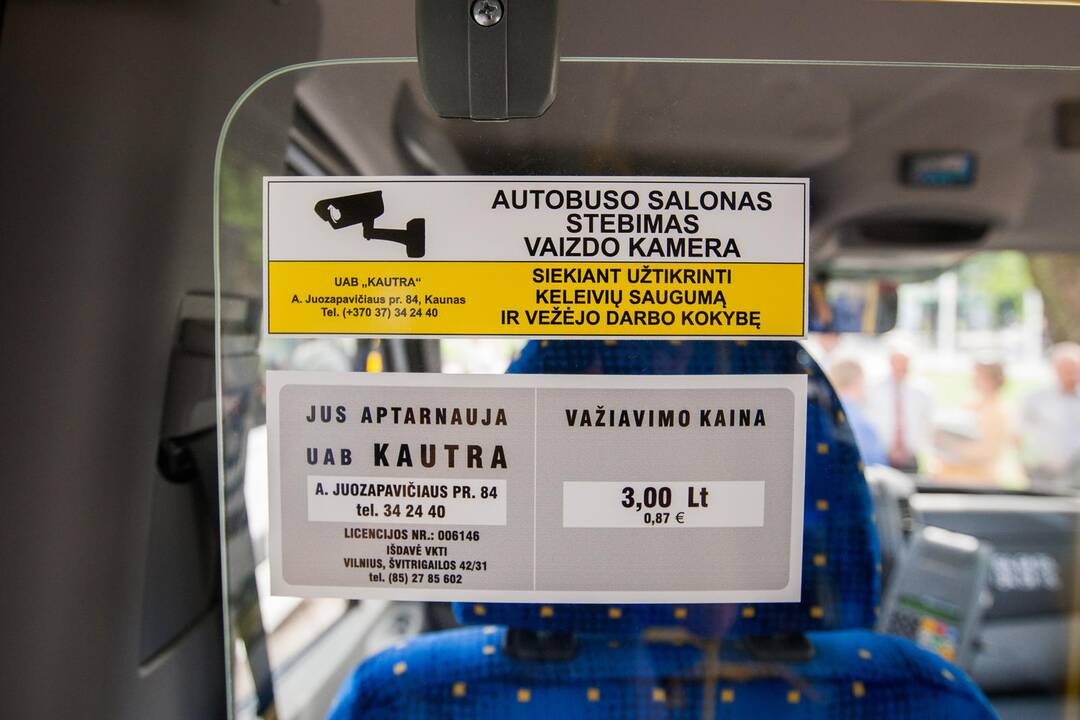 AUTOBUSO SALONAS
STEBIMAS
VAIZDO KAMERA
UAB „KAUTRA“
A. Juozapavičiaus pr. 84, Kaunas
Tel. (+370 37) 34 24 40
SIEKIANT UŽTIKRINTI
KELEIVIŲ SAUGUMĄ
IR VEŽĖJO DARBO KOKYBĘ
JUS APTARNAUJA
UAB KAUTRA
A. JUOZAPAVIČIAUS PR. 84
tel. 34 24 40
LICENCIJOS NR.: 006146
IŠDAVĖ VKTI
VILNIUS, ŠVITRIGAILOS 42/31
tel. (85) 27 85 602
VAŽIAVIMO KAINA
3,00 Lt
0,87 €